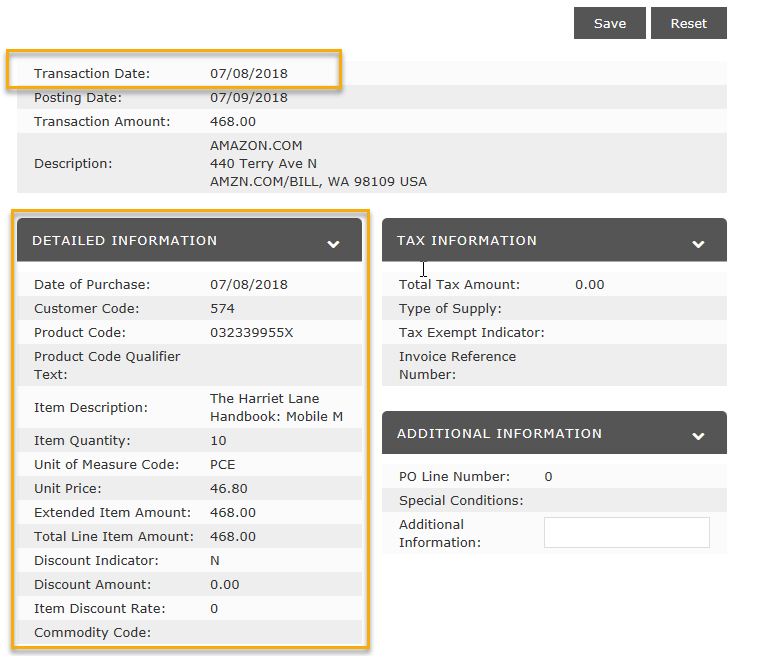 Save Reset
Transaction Date: 07/08/2018
Posting Date: 07/09/2018
Transaction Amount: 468.00
Description: AMAZON.COM
440 Terry Ave N
AMZN.COM/BILL, WA 98109 USA
DETAILED INFORMATION
Date of Purchase: 07/08/2018
Customer Code: 574
Product Code: 032339955X
Product Code Qualifier
Text:
Item Description: The Harriet Lane
Handbook: Mobile M
Item Quantity: 10
Unit of Measure Code: PCE
Unit Price: 46.80
Extended Item Amount: 468.00
Total Line Item Amount: 468.00
Discount Indicator: N
Discount Amount: 0.00
Item Discount Rate: 0
Commodity Code:
TAX INFORMATION
Total Tax Amount: 0.00
Type of Supply:
Tax Exempt Indicator:
Invoice Reference
Number:
ADDITIONAL INFORMATION
PO Line Number: 0
Special Conditions:
Additional
Information: